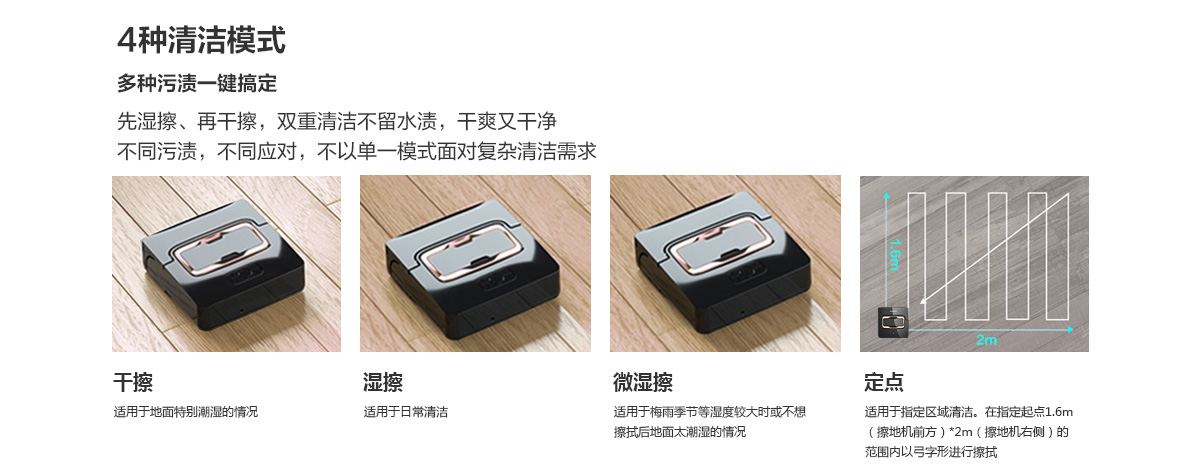 4种清洁模式
多种污渍一键搞定
先湿擦、再干擦，双重清洁不留水渍，干爽又干净
不同污渍，不同应对，不以单一模式面对复杂清洁需求
1.6m
2m
干擦
适用于地面特别潮湿的情况
湿擦
适用于日常清洁
微湿擦
适用于梅雨季节等湿度较大时或不想
擦拭后地面太潮湿的情况
定点
适用于指定区域清洁。在指定起点1.6m
（擦地机前方）*2m（擦地机右侧）的
范围内以弓字形进行擦拭